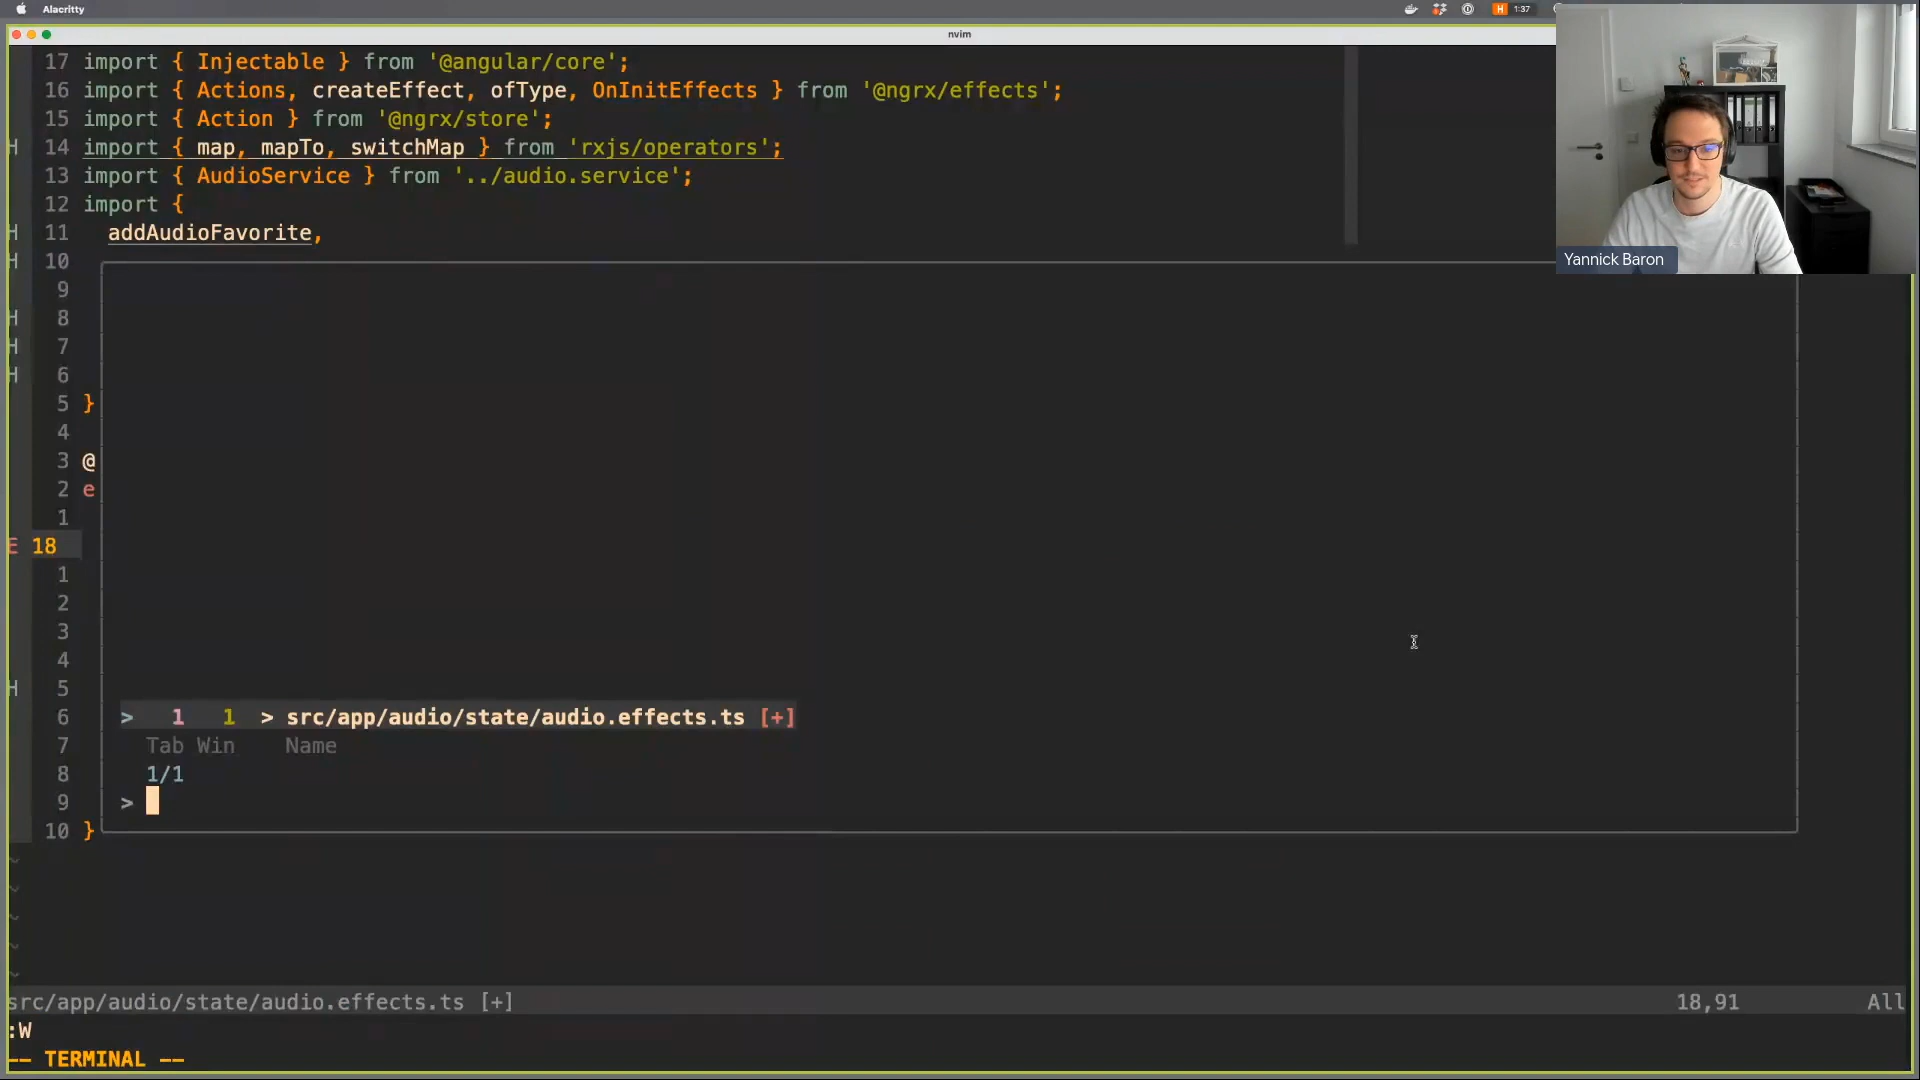 Alacritty
H 1:37
nvim
17 import { Injectable } from '@angular/core';
16 import { Actions, createEffect, ofType, OnInitEffects } from '@ngrx/effects';
15 import { Action } from '@ngrx/store';
H 14 import { map, mapTo, switchMap } from 'rxjs/operators';
13 import { AudioService } from '../audio.service';
12 import {
H 11 addAudioFavorite,
Yannick Baron
H 10
9
H 8
H 7
H 6
5 }
4
3 @
2 e
1
E 18
1
2
3
4
H 5
6 > 1 1 > src/app/audio/state/audio.effects.ts [+]
7 Tab Win Name
8 1/1
9 >
10 }
~
~
~
~
~
src/app/audio/state/audio.effects.ts [+] 18,91 All
:W
-- TERMINAL --